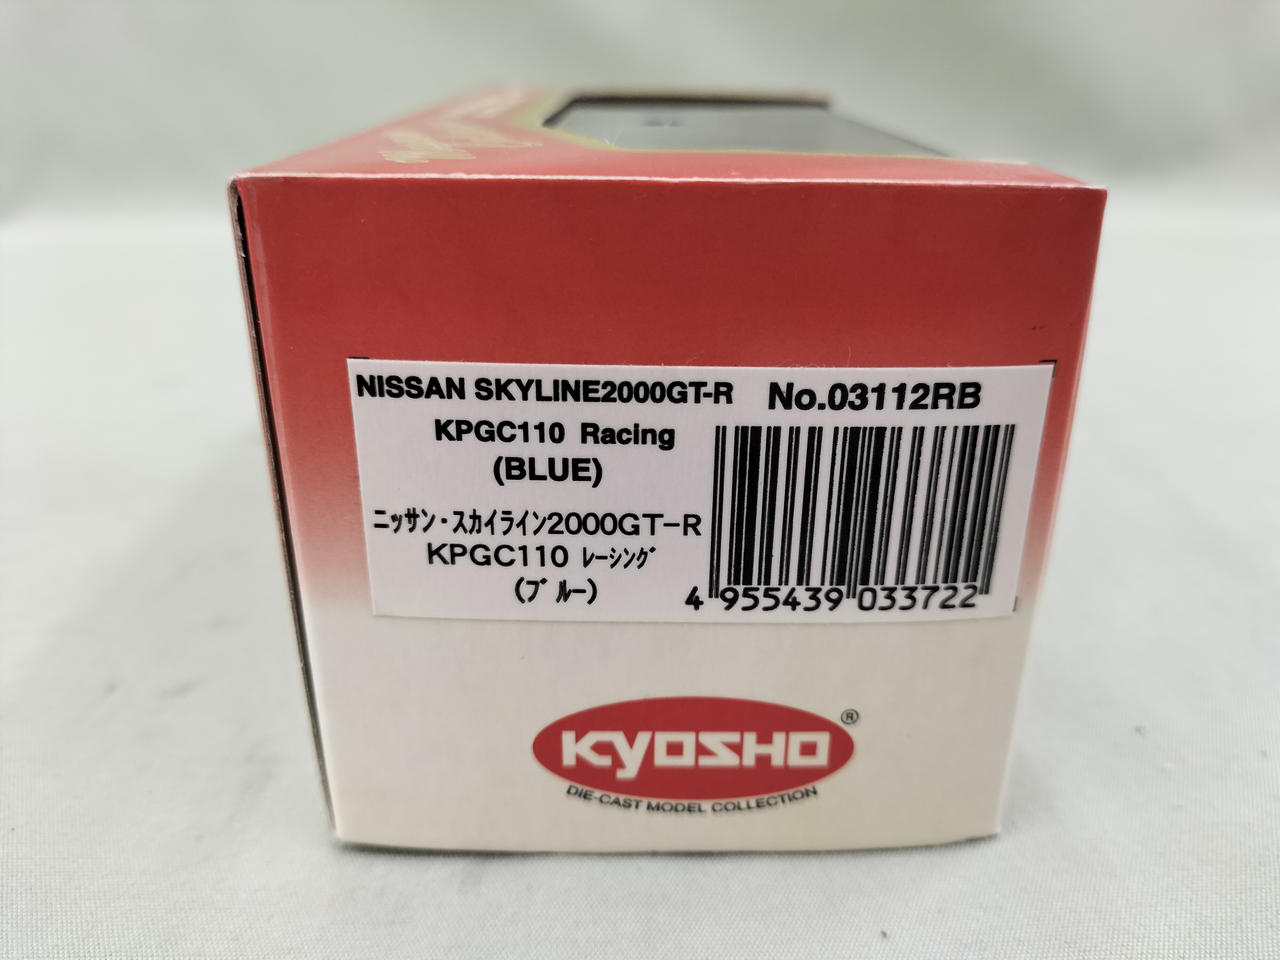 NISSAN SKYLINE2000GT-R No.03112RB
KPGC110 Racing
(BLUE)
ニッサン・スカイライン2000GT-R
KPGC110 レーシング
(ブルー)
4 955439 033722
KYOSHO ®
DIE-CAST MODEL COLLECTION